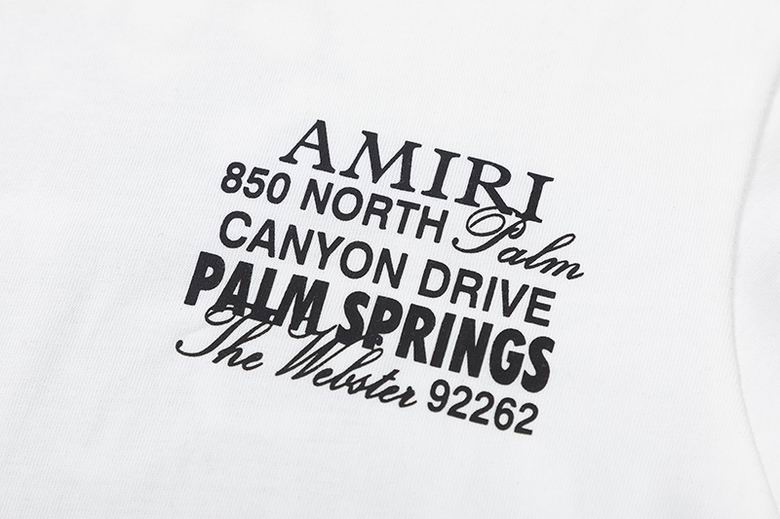 AMIRI
850 NORTH Palm
CANYON DRIVE
PALM SPRINGS
The Webster 92262